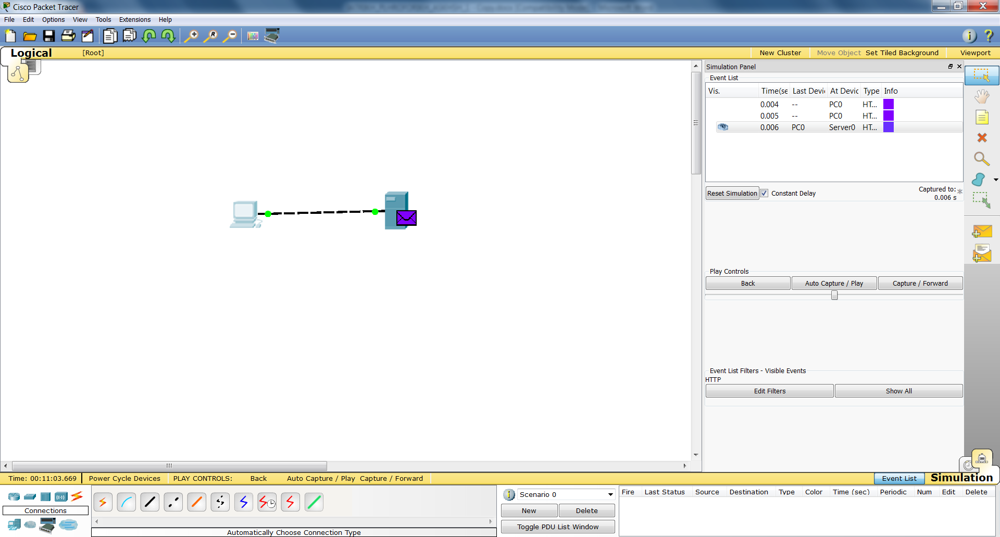 Cisco Packet Tracer
File Edit Options View Tools Extensions Help
Logical [Root] New Cluster Move Object Set Tiled Background Viewport
Simulation Panel
Event List
Vis. Time(se Last Devi At Devic Type Info
0.004 -- PC0 HT...
0.005 -- PC0 HT...
0.006 PC0 Server0 HT...
Reset Simulation Constant Delay Captured to:
0.006 s
Play Controls
Back Auto Capture / Play Capture / Forward
Event List Filters - Visible Events
HTTP
Edit Filters Show All
Time: 00:11:03.669 Power Cycle Devices PLAY CONTROLS: Back Auto Capture / Play Capture / Forward Event List Simulation
Connections
Automatically Choose Connection Type
Scenario 0
New Delete
Toggle PDU List Window
Fire Last Status Source Destination Type Color Time (sec) Periodic Num Edit Delete